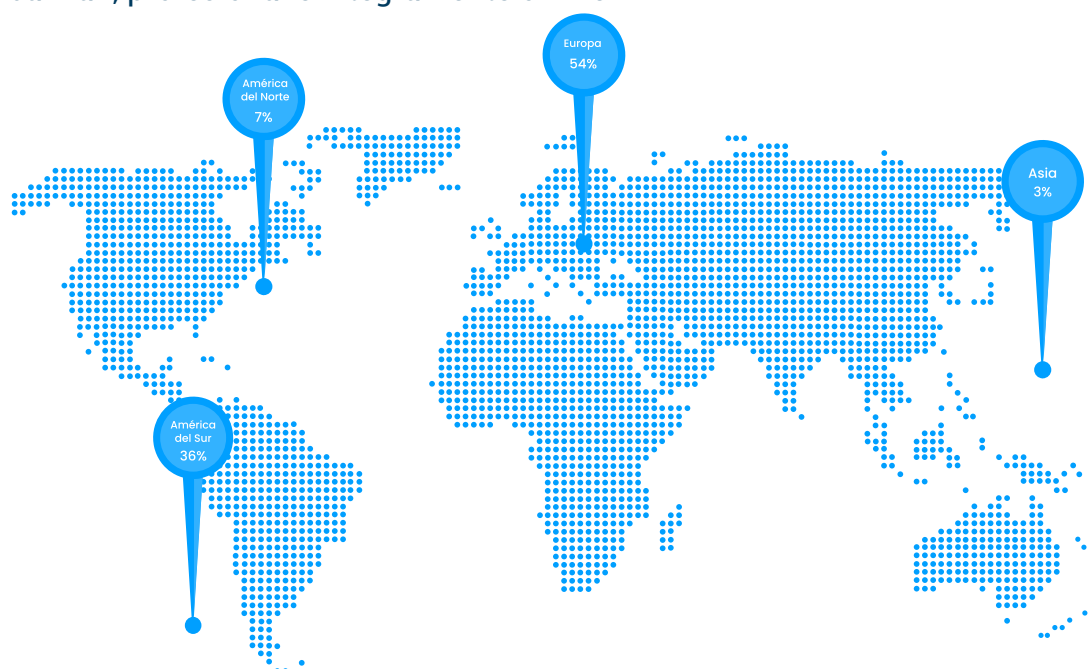 Europa
54%
América
del Norte
7%
Asia
3%
América
del Sur
36%